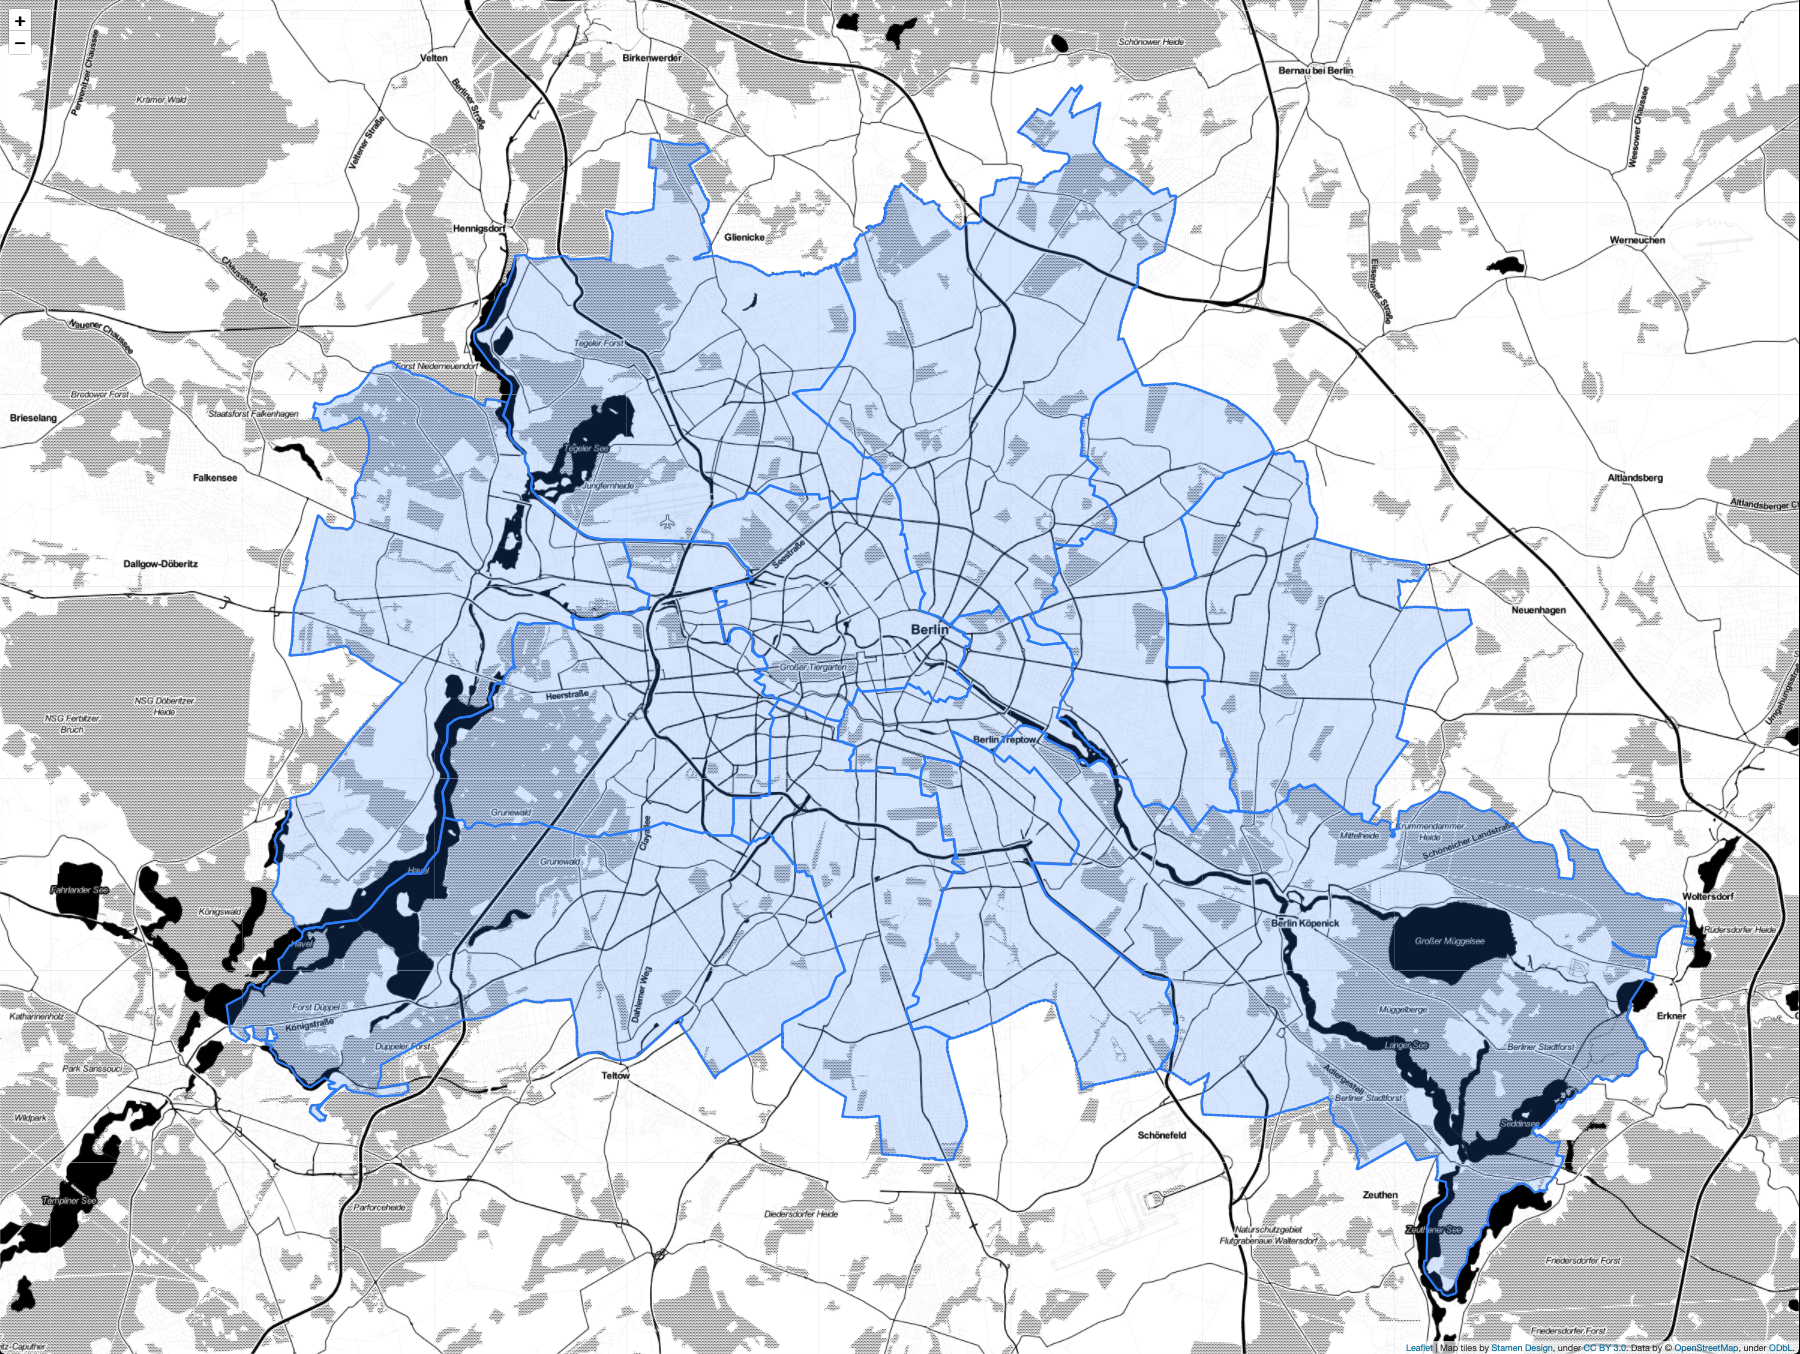 +
−
Schönower Heide
Velten
Birkenwerder
Bernau bei Berlin
Perwenitzer Chaussee
Krämer Wald
Berliner Straße
Veltener Straße
Weesower Chaussee
Hennigsdorf
Glienicke
Werneuchen
Chausseestraße
Eliisenauer Straße
Nauener Chaussee
Tegeler Forst
Forst Niederneuendorf
Bredower Forst
Brieselang
Staatsforst Falkenhagen
Tegeler See
Falkensee
Jungfernheide
Altlandsberg
Altlandsberger C
Seestraße
Dallgow-Döberitz
Neuenhagen
Berlin
Großer Tiergarten
Heerstraße
NSG Döberitzer
Heide
NSG Ferbitzer
Bruch
Umgehungsstraße
Berlin Treptow
Grunewald
Clayallee
Mittelheide
Krummendammer
Heide
Schöneicher Landstraße
Grunewald
Havel
Fahrlander See
Woltersdorf
Königswald
Berlin Köpenick
Rüdersdorfer Heide
Havel
Großer Müggelsee
Dahlemer Weg
Forst Düppel
Müggelberge
Katharinenholz
Königstraße
Erkner
Düppeler Forst
Langer See
Berliner Stadtforst
Park Sanssouci
Teltow
Adlergestell
Berliner Stadtforst
Wildpark
Seddinsee
Schönefeld
Templiner See
Zeuthen
Parforceheide
Diedersdorfer Heide
Zeuthener See
Naturschutzgebiet
Flutgrabenaue Waltersdorf
Friedersdorfer Forst
Friedersdorfer Forst
itz-Caputher
Leaflet | Map tiles by Stamen Design, under CC BY 3.0. Data by © OpenStreetMap, under ODbL.